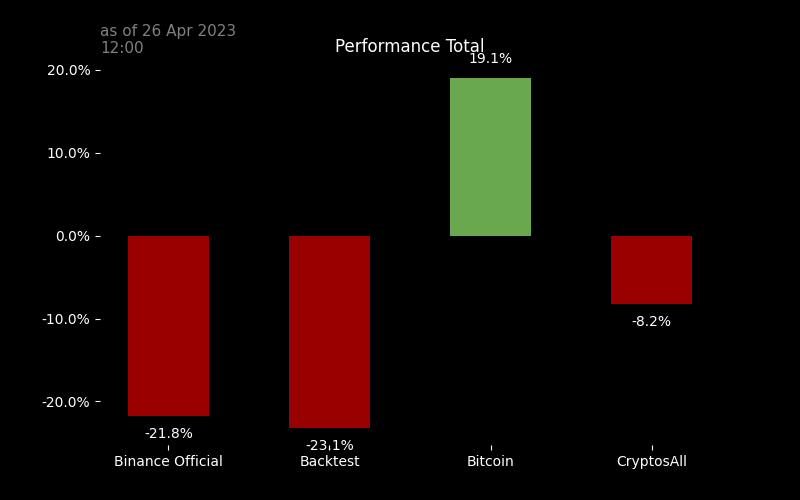 as of 26 Apr 2023
12:00
Performance Total
19.1%
20.0%
10.0%
0.0%
-10.0%
-8.2%
-20.0%
-21.8%
-23.1%
Binance Official
Backtest
Bitcoin
CryptosAll